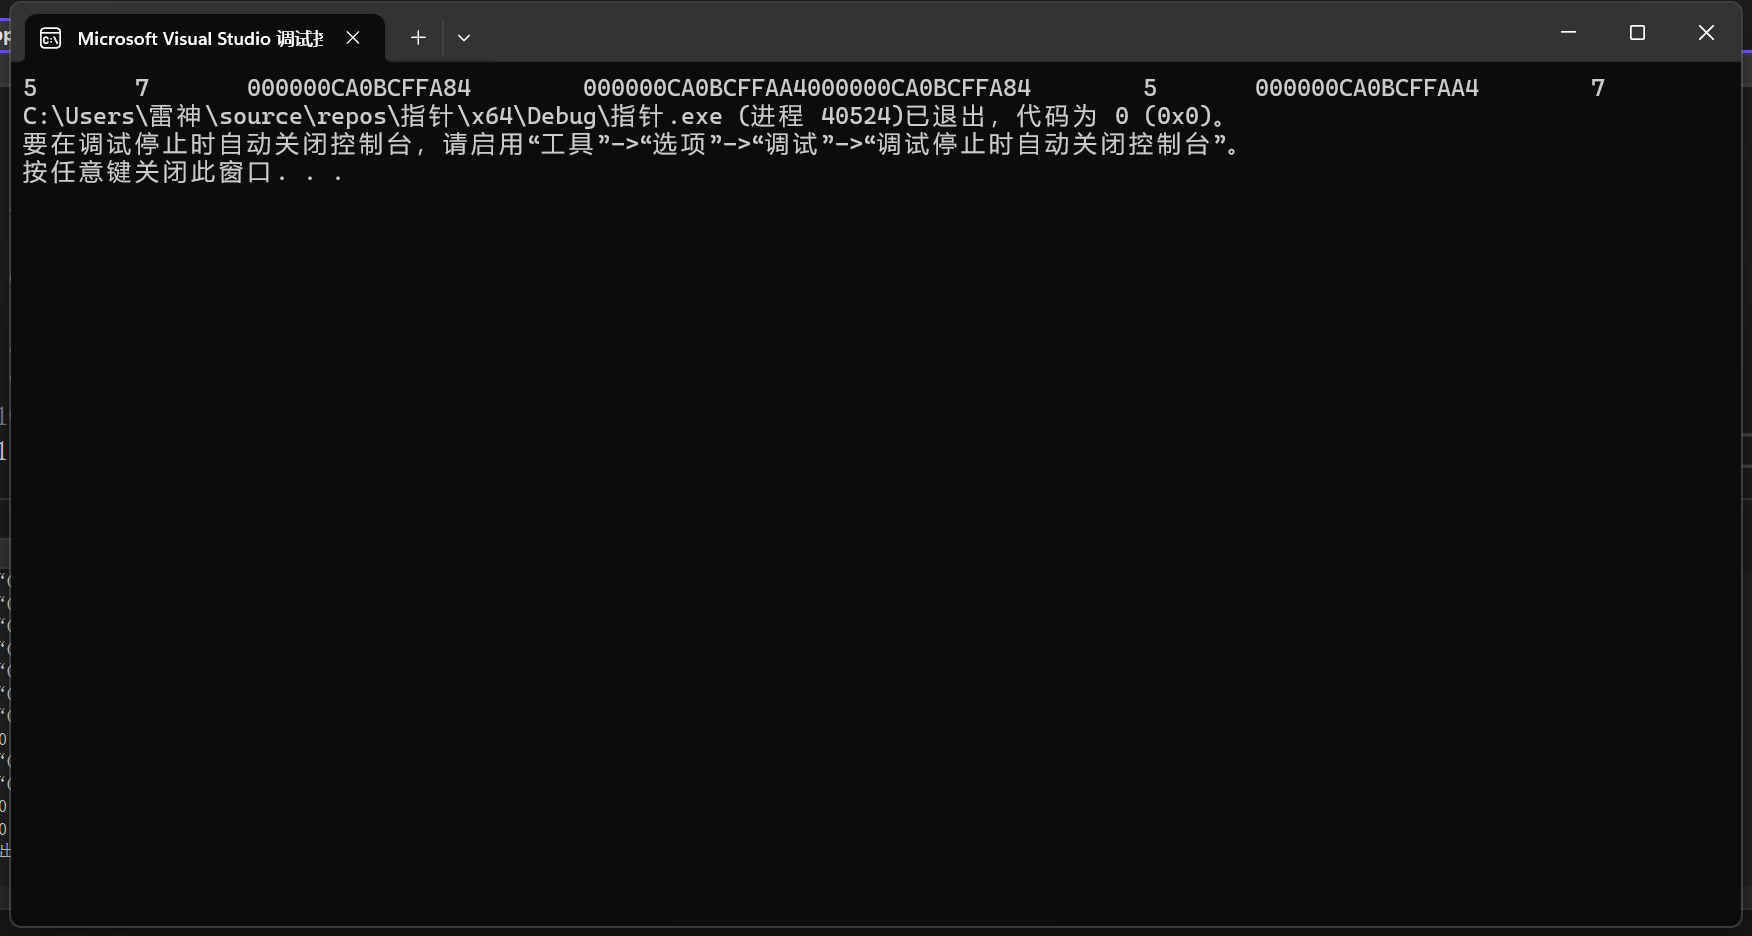 Microsoft Visual Studio 调试
5 7 000000CA0BCFFA84 000000CA0BCFFAA4000000CA0BCFFA84 5 000000CA0BCFFAA4 7
C:\Users\雷神\source\repos\指针\x64\Debug\指针.exe (进程 40524)已退出，代码为 0 (0x0)。
要在调试停止时自动关闭控制台，请启用“工具”->“选项”->“调试”->“调试停止时自动关闭控制台”。
按任意键关闭此窗口. . .